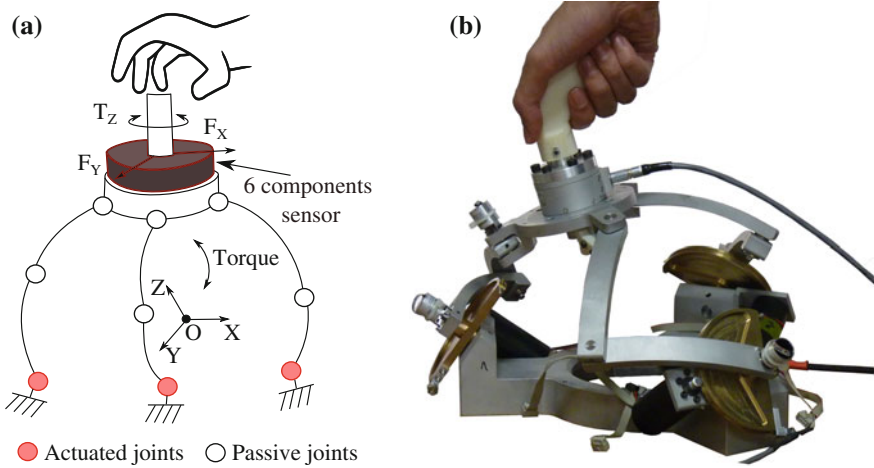 (a)
(b)
T_Z
F_X
F_Y
6 components
sensor
Torque
Z
O
X
Y
Actuated joints
Passive joints